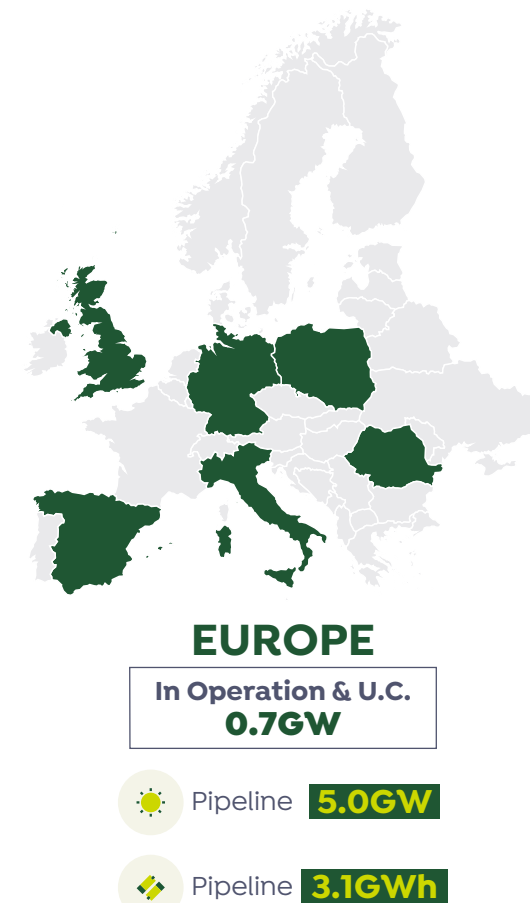 EUROPE
In Operation & U.C.
0.7GW
Pipeline 5.0GW
Pipeline 3.1GWh